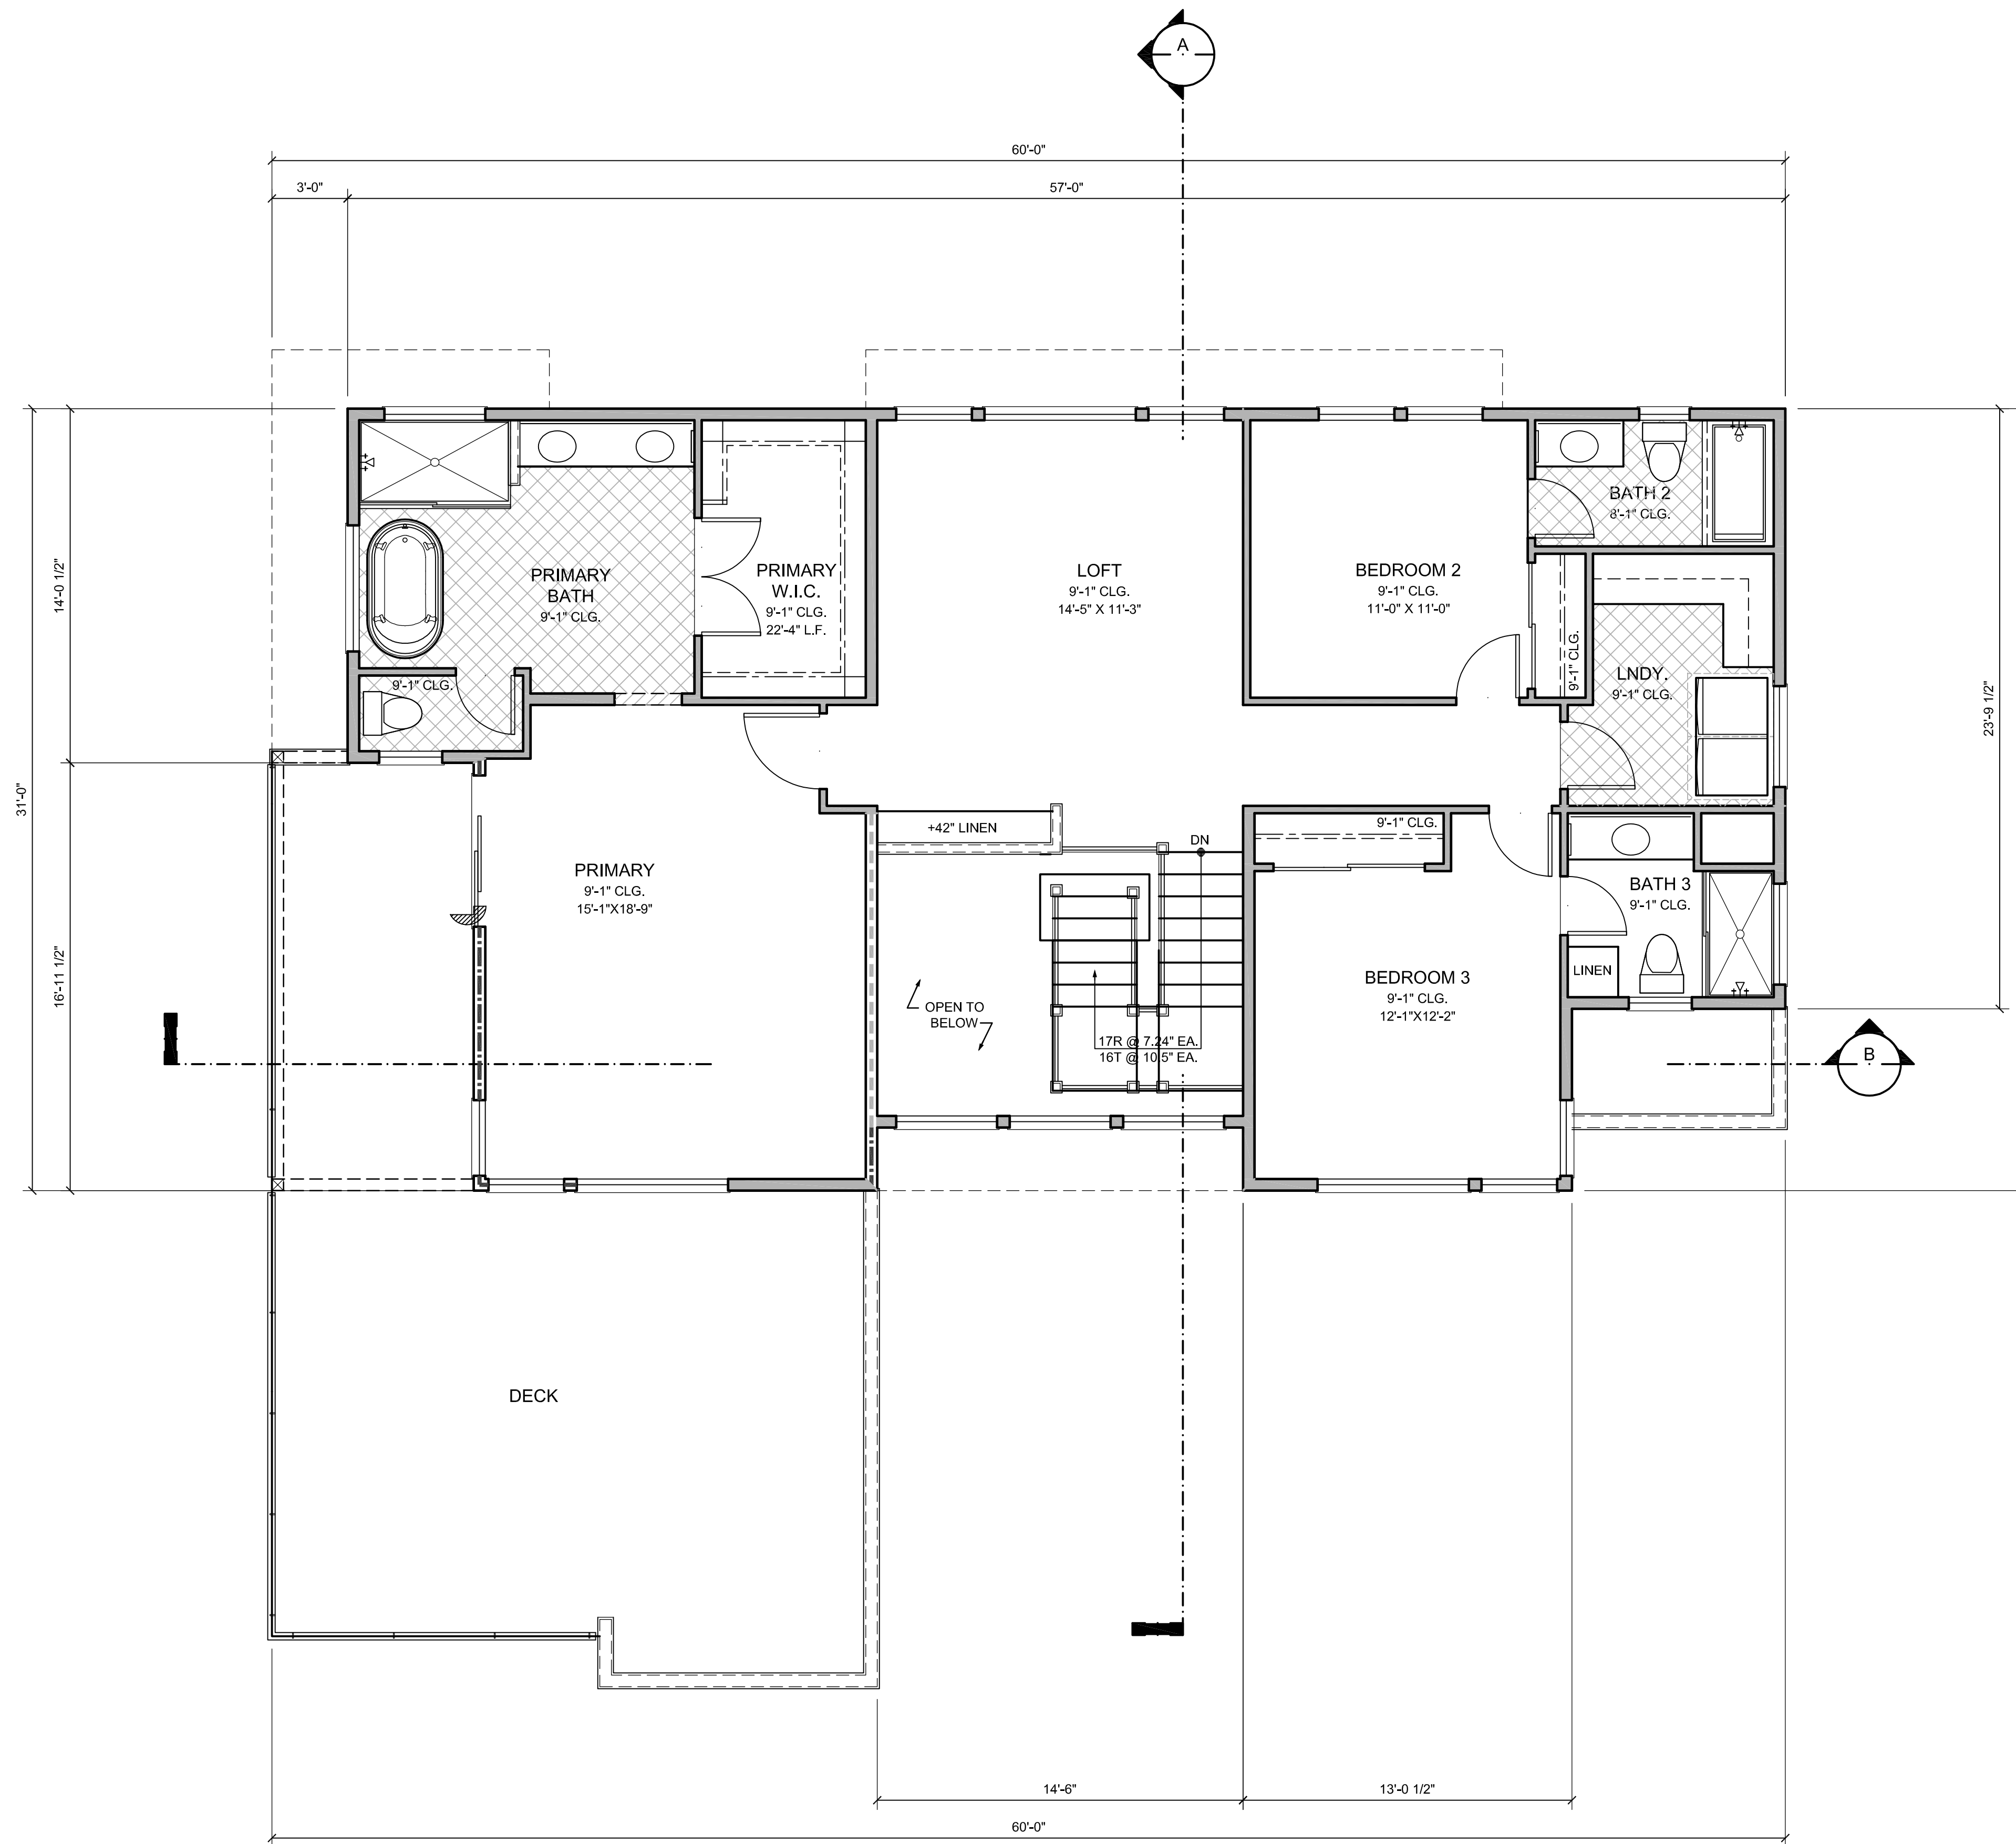 A
60'-0"
3'-0"
57'-0"
31'-0"
14'-0 1/2"
16'-11 1/2"
23'-9 1/2"
PRIMARY
BATH
9'-1" CLG.
PRIMARY
W.I.C.
9'-1" CLG.
22'-4" L.F.
LOFT
9'-1" CLG.
14'-5" X 11'-3"
BEDROOM 2
9'-1" CLG.
11'-0" X 11'-0"
BATH 2
8'-1" CLG.
9'-1" CLG.
LNDY.
9'-1" CLG.
9'-1" CLG.
+42" LINEN
DN
9'-1" CLG.
PRIMARY
9'-1" CLG.
15'-1"X18'-9"
BATH 3
9'-1" CLG.
LINEN
BEDROOM 3
9'-1" CLG.
12'-1"X12'-2"
OPEN TO
BELOW
17R @ 7.24" EA.
16T @ 10.5" EA.
B
DECK
14'-6"
13'-0 1/2"
60'-0"